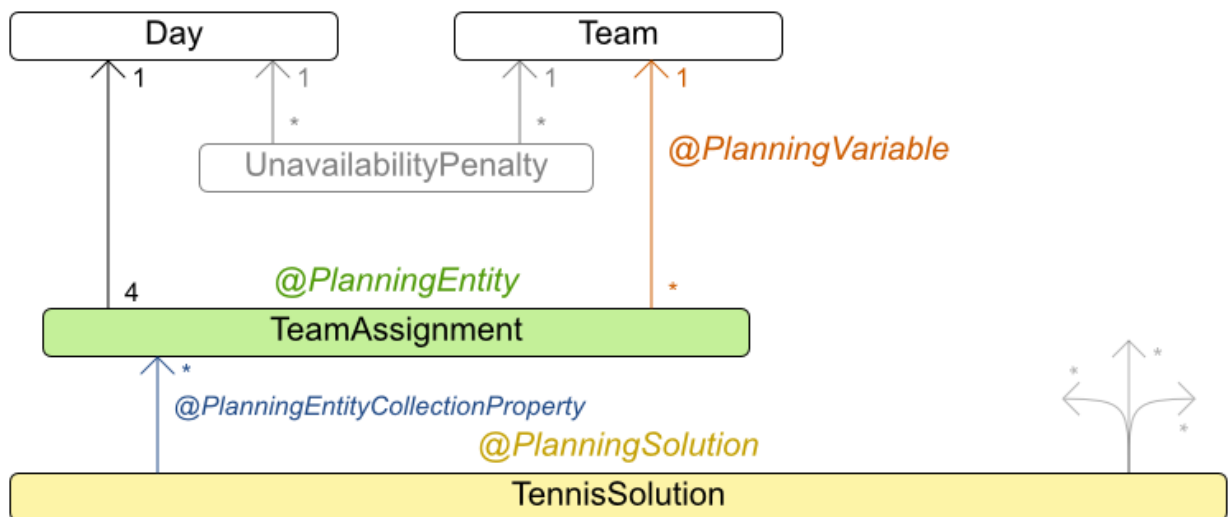 Day
Team
1
1
1
1
*
*
@PlanningVariable
UnavailabilityPenalty
@PlanningEntity
4
*
TeamAssignment
*
*
*
@PlanningEntityCollectionProperty
*
@PlanningSolution
TennisSolution